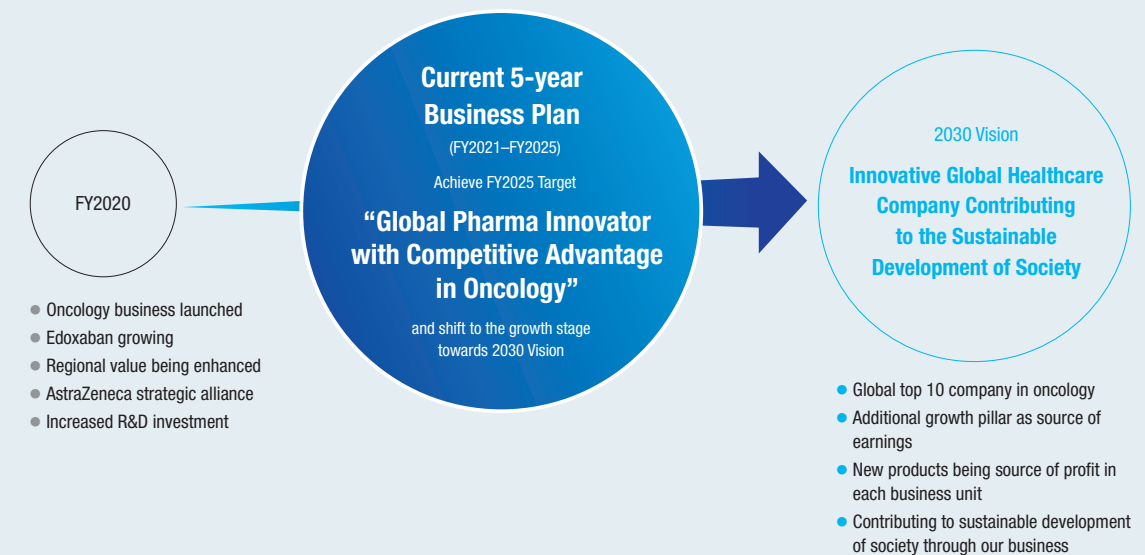 FY2020
● Oncology business launched
● Edoxaban growing
● Regional value being enhanced
● AstraZeneca strategic alliance
● Increased R&D investment
Current 5-year
Business Plan
(FY2021–FY2025)
Achieve FY2025 Target
“Global Pharma Innovator
with Competitive Advantage
in Oncology”
and shift to the growth stage
towards 2030 Vision
2030 Vision
Innovative Global Healthcare
Company Contributing
to the Sustainable
Development of Society
● Global top 10 company in oncology
● Additional growth pillar as source of
earnings
● New products being source of profit in
each business unit
● Contributing to sustainable development
of society through our business